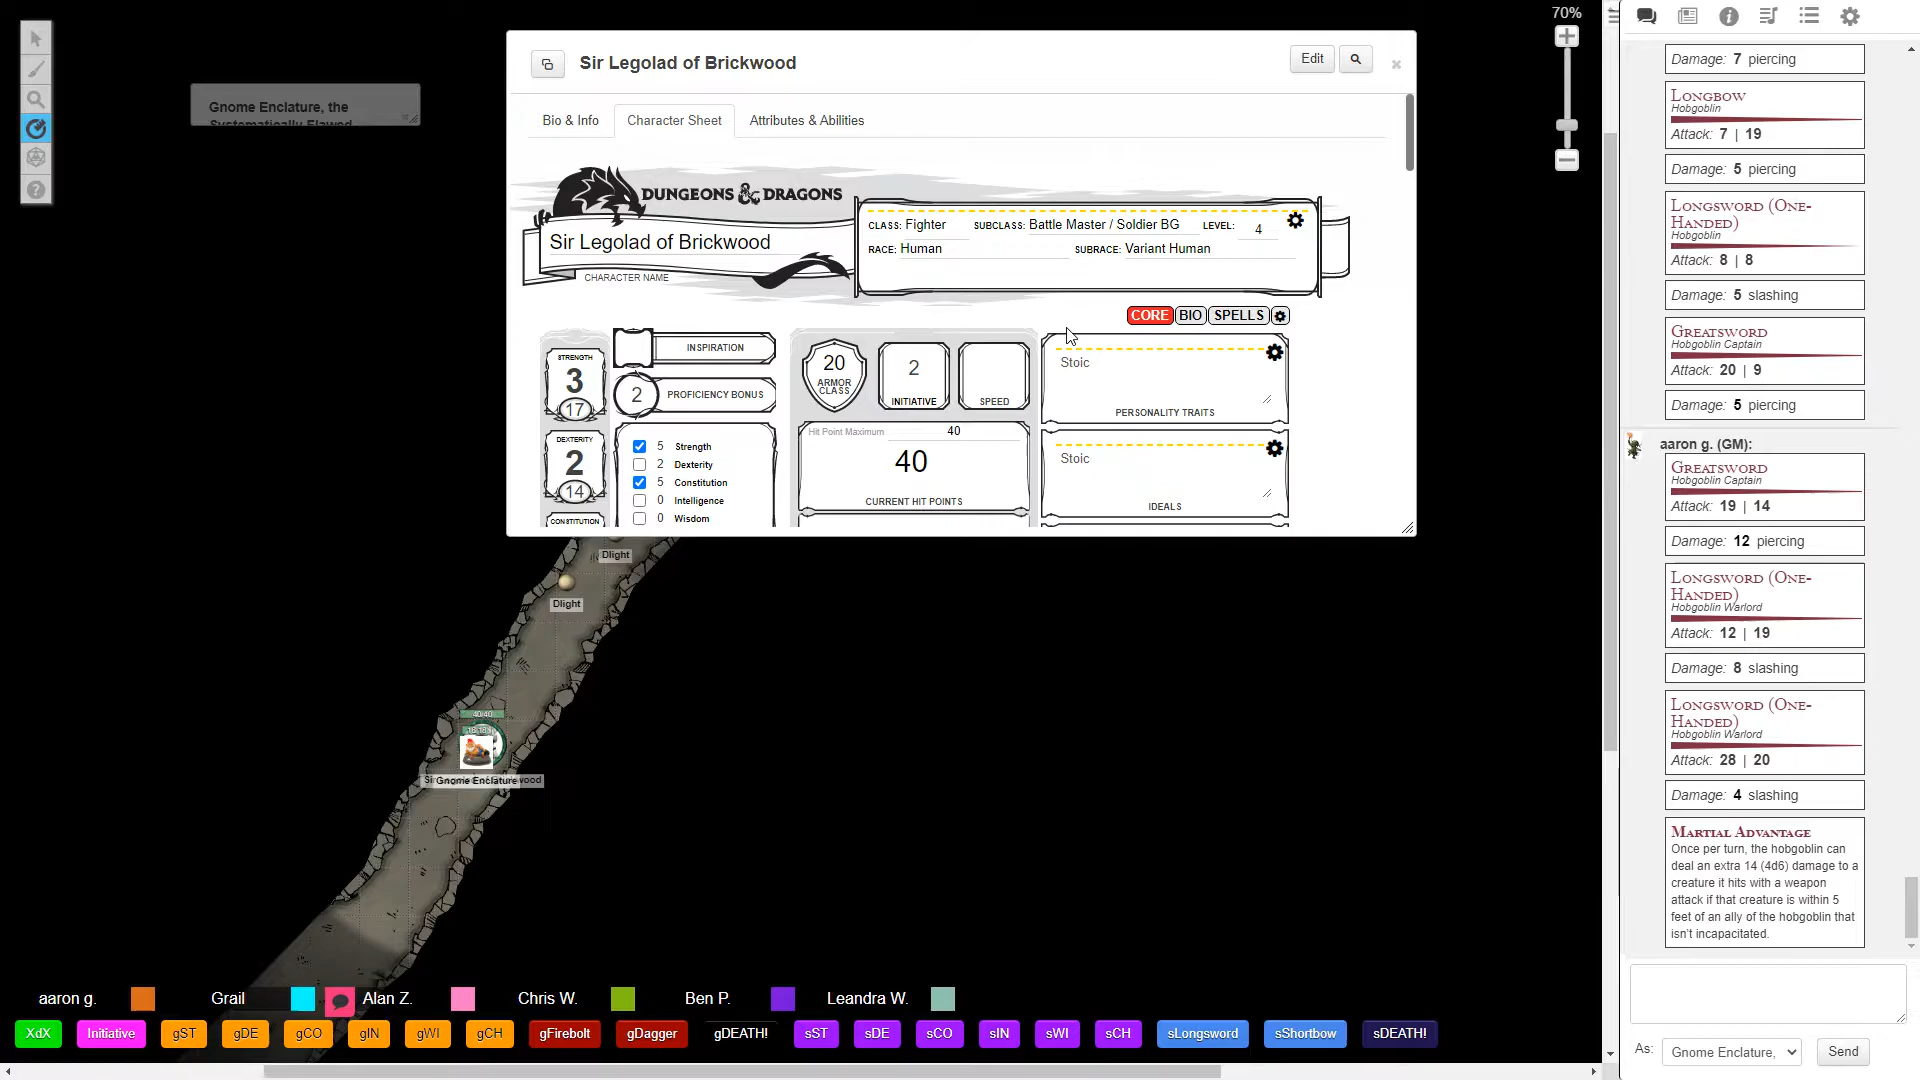 70%
Gnome Enclature, the
Systematically Flawed
Sir Legolad of Brickwood
Edit
Bio & Info
Character Sheet
Attributes & Abilities
DUNGEONS & DRAGONS
Sir Legolad of Brickwood
CHARACTER NAME
CLASS: Fighter SUBCLASS: Battle Master / Soldier BG LEVEL: 4
RACE: Human SUBRACE: Variant Human
CORE BIO SPELLS
STRENGTH
3
17
DEXTERITY
2
14
CONSTITUTION
INSPIRATION
2 PROFICIENCY BONUS
5 Strength
2 Dexterity
5 Constitution
0 Intelligence
0 Wisdom
20
ARMOR
CLASS
2
INITIATIVE
SPEED
Hit Point Maximum 40
40
CURRENT HIT POINTS
Stoic
PERSONALITY TRAITS
Stoic
IDEALS
Dlight
Dlight
40/40
Gnome Enclature
Damage: 7 piercing
LONGBOW
Hobgoblin
Attack: 7 | 19
Damage: 5 piercing
LONGSWORD (ONE-
HANDED)
Hobgoblin
Attack: 8 | 8
Damage: 5 slashing
GREATSWORD
Hobgoblin Captain
Attack: 20 | 9
Damage: 5 piercing
aaron g. (GM):
GREATSWORD
Hobgoblin Captain
Attack: 19 | 14
Damage: 12 piercing
LONGSWORD (ONE-
HANDED)
Hobgoblin Warlord
Attack: 12 | 19
Damage: 8 slashing
LONGSWORD (ONE-
HANDED)
Hobgoblin Warlord
Attack: 28 | 20
Damage: 4 slashing
MARTIAL ADVANTAGE
Once per turn, the hobgoblin can
deal an extra 14 (4d6) damage to a
creature it hits with a weapon
attack if that creature is within 5
feet of an ally of the hobgoblin that
isn't incapacitated.
aaron g. Grail Alan Z. Chris W. Ben P. Leandra W.
XdX Initiative gST gDE gCO gIN gWI gCH gFirebolt gDagger gDEATH! sST sDE sCO sIN sWI sCH sLongsword sShortbow sDEATH!
As: Gnome Enclature, Send